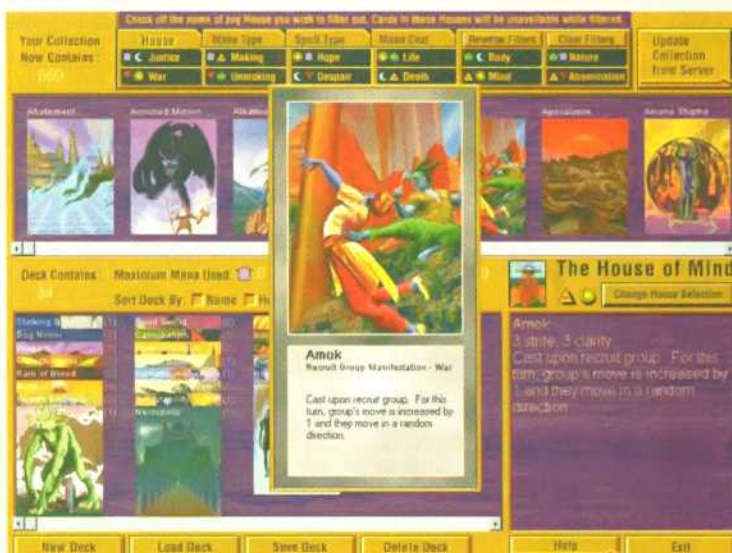 Check off the name of any House you wish to filter out. Cards in these Houses will be unavailable while filtered.
Your Collection
Now Contains :
660
House
Mana Type
Spell Type
Mana Cost
Reverse Filters
Clear Filters
Justice
Making
Hope
Life
Body
Nature
War
Unmaking
Despair
Death
Mind
Abomination
Update
Collection
from Server
Abatement
Animated Motion
Apocalypse
Arcane Stigma
Deck Contains :
34
Maximum Mana Used:
Sort Deck By: Name
The House of Mind
Change House Selection
Amok
Recruit Group Manifestation - War
Cast upon recruit group. For this
turn, group's move is increased by
1 and they move in a random
direction.
Amok:
3 strife, 3 clarity
Cast upon recruit group. For this
turn, group's move is increased by
1 and they move in a random
direction
New Deck
Load Deck
Save Deck
Delete Deck
Help
Exit